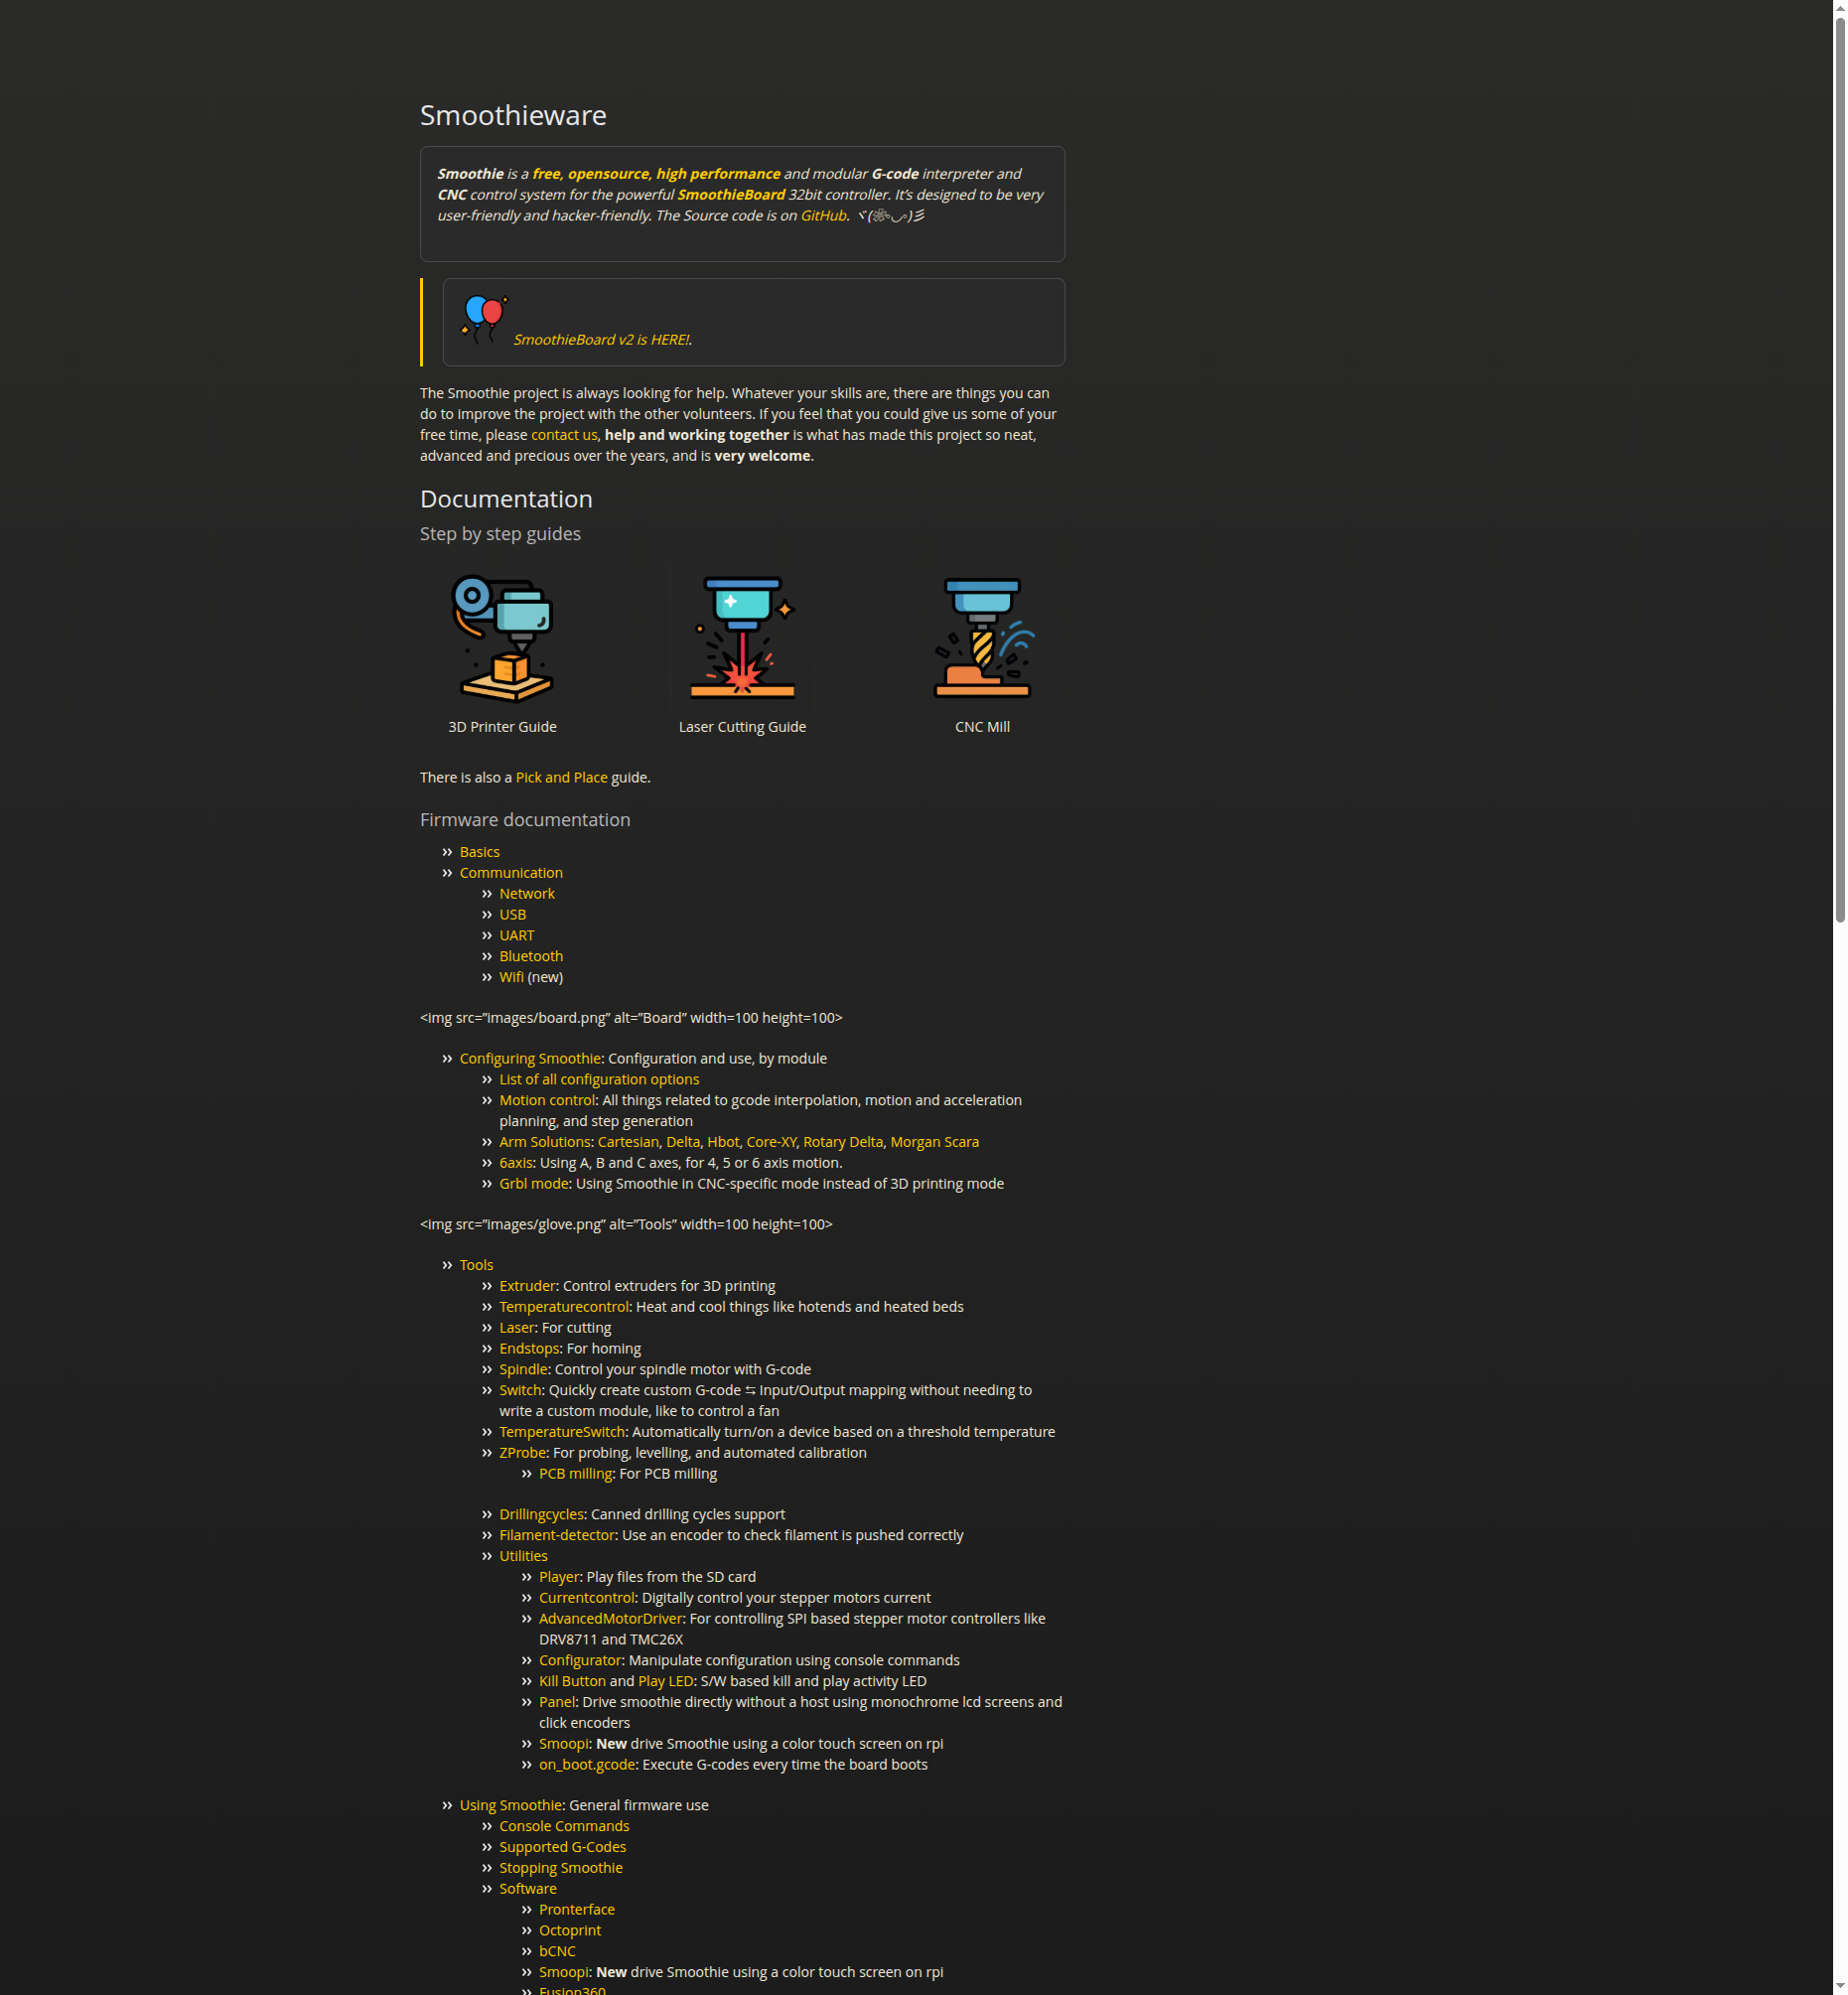 Smoothieware
Smoothie is a free, opensource, high performance and modular G-code interpreter and
CNC control system for the powerful SmoothieBoard 32bit controller. It's designed to be very
user-friendly and hacker-friendly. The Source code is on GitHub.
SmoothieBoard v2 is HERE!.
The Smoothie project is always looking for help. Whatever your skills are, there are things you can
do to improve the project with the other volunteers. If you feel that you could give us some of your
free time, please contact us, help and working together is what has made this project so neat,
advanced and precious over the years, and is very welcome.
Documentation
Step by step guides
3D Printer Guide
Laser Cutting Guide
CNC Mill
There is also a Pick and Place guide.
Firmware documentation
» Basics
» Communication
» Network
» USB
» UART
» Bluetooth
» Wifi (new)
<img src=”images/board.png” alt=”Board” width=100 height=100>
» Configuring Smoothie: Configuration and use, by module
» List of all configuration options
» Motion control: All things related to gcode interpolation, motion and acceleration
planning, and step generation
» Arm Solutions: Cartesian, Delta, Hbot, Core-XY, Rotary Delta, Morgan Scara
» 6axis: Using A, B and C axes, for 4, 5 or 6 axis motion.
» Grbl mode: Using Smoothie in CNC-specific mode instead of 3D printing mode
<img src=”images/glove.png” alt=”Tools” width=100 height=100>
» Tools
» Extruder: Control extruders for 3D printing
» Temperaturecontrol: Heat and cool things like hotends and heated beds
» Laser: For cutting
» Endstops: For homing
» Spindle: Control your spindle motor with G-code
» Switch: Quickly create custom G-code ⇆ Input/Output mapping without needing to
write a custom module, like to control a fan
» TemperatureSwitch: Automatically turn/on a device based on a threshold temperature
» ZProbe: For probing, levelling, and automated calibration
» PCB milling: For PCB milling
» Drillingcycles: Canned drilling cycles support
» Filament-detector: Use an encoder to check filament is pushed correctly
» Utilities
» Player: Play files from the SD card
» Currentcontrol: Digitally control your stepper motors current
» AdvancedMotorDriver: For controlling SPI based stepper motor controllers like
DRV8711 and TMC26X
» Configurator: Manipulate configuration using console commands
» Kill Button and Play LED: S/W based kill and play activity LED
» Panel: Drive smoothie directly without a host using monochrome lcd screens and
click encoders
» Smoopi: New drive Smoothie using a color touch screen on rpi
» on_boot.gcode: Execute G-codes every time the board boots
» Using Smoothie: General firmware use
» Console Commands
» Supported G-Codes
» Stopping Smoothie
» Software
» Pronterface
» Octoprint
» bCNC
» Smoopi: New drive Smoothie using a color touch screen on rpi
» Fusion360